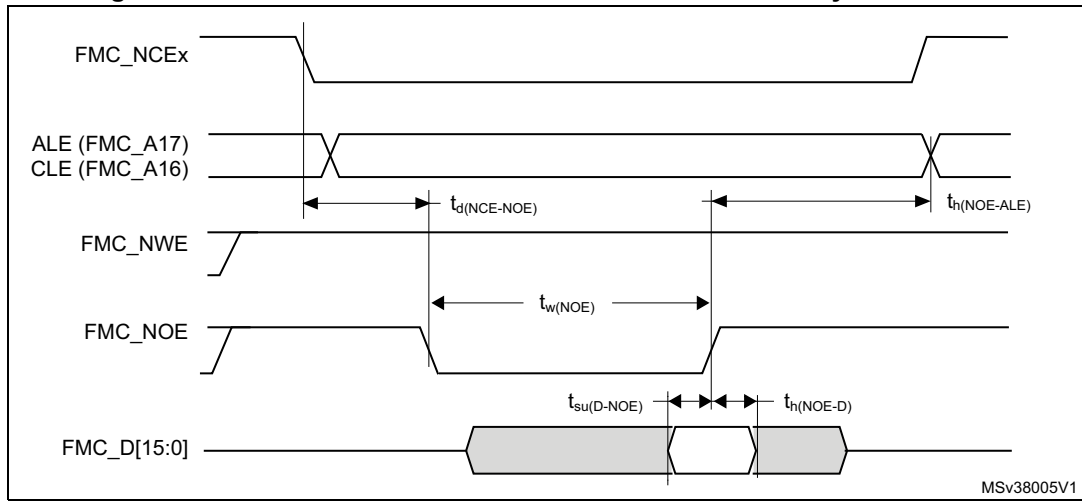 FMC_NCEx
ALE (FMC_A17)
CLE (FMC_A16)
td(NCE-NOE)
th(NOE-ALE)
FMC_NWE
tw(NOE)
FMC_NOE
tsu(D-NOE)
th(NOE-D)
FMC_D[15:0]
MSv38005V1